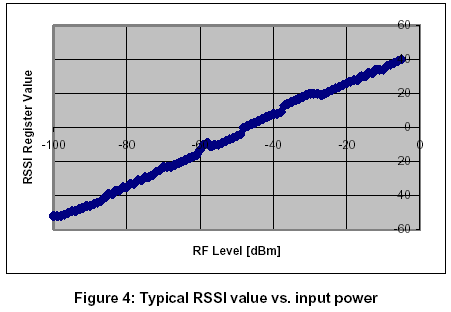 60
40
20
0
-100 -80 -60 -40 -20 0
-20
-40
-60
RSSI Register Value
RF Level [dBm]
Figure 4: Typical RSSI value vs. input power